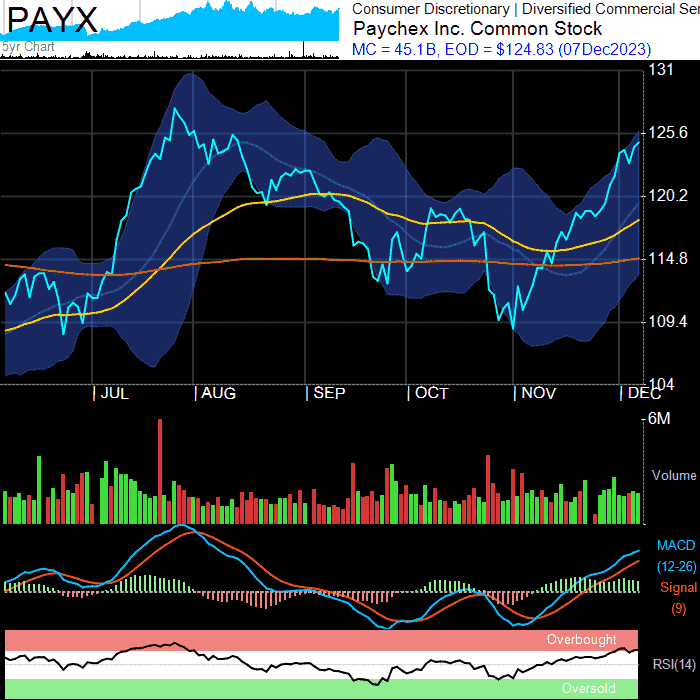 PAYX
5yr Chart
Consumer Discretionary | Diversified Commercial Ser
Paychex Inc. Common Stock
MC = 45.1B, EOD = $124.83 (07Dec2023)
131
125.6
120.2
114.8
109.4
104
| JUL | AUG | SEP | OCT | NOV | DEC
6M
Volume
MACD
(12-26)
Signal
(9)
Overbought
RSI(14)
Oversold